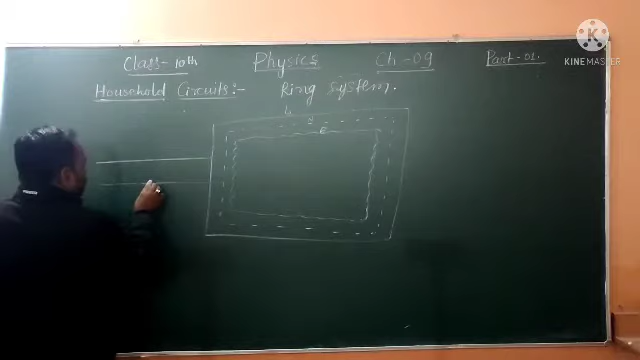 K
KINEMASTER
Class-10th Physics Ch-09 Part-01.
Household Circuits:- Ring system.
L N
E